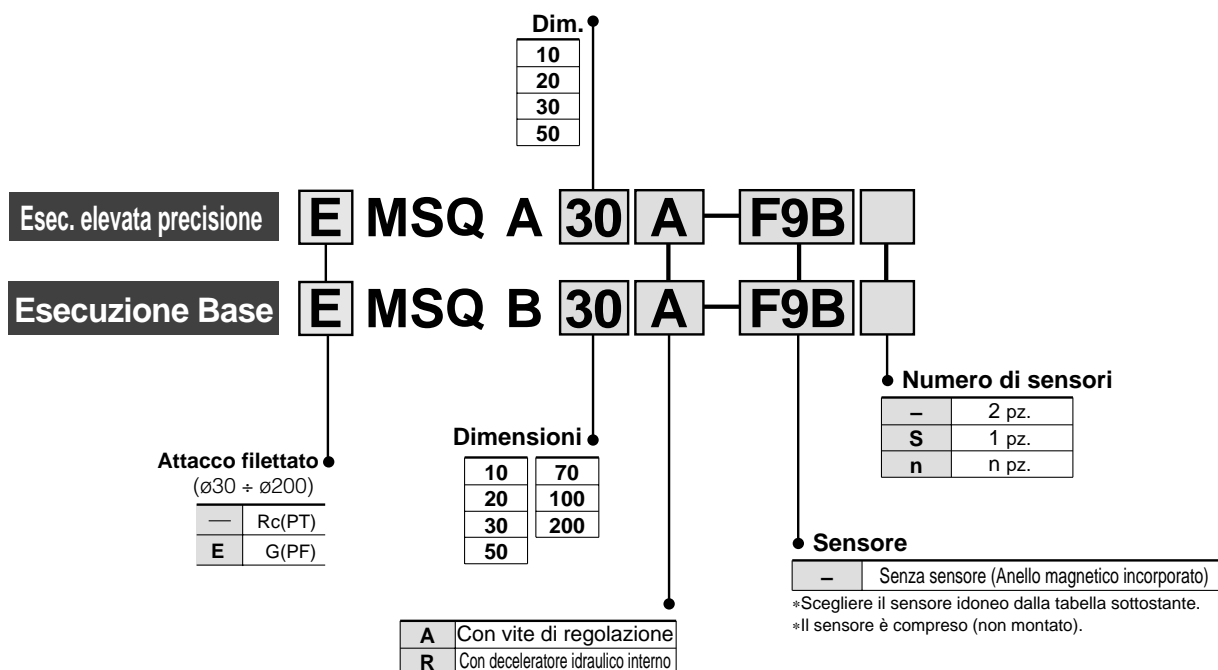 Dim.
10
20
30
50
Esec. elevata precisione E MSQ A 30 A – F9B
Esecuzione Base E MSQ B 30 A – F9B
Numero di sensori
– 2 pz.
S 1 pz.
n n pz.
Dimensioni
10 70
20 100
30 200
50
Attacco filettato
(ø30 ÷ ø200)
— Rc(PT)
E G(PF)
Sensore
– Senza sensore (Anello magnetico incorporato)
∗Scegliere il sensore idoneo dalla tabella sottostante.
∗Il sensore è compreso (non montato).
A Con vite di regolazione
R Con deceleratore idraulico interno